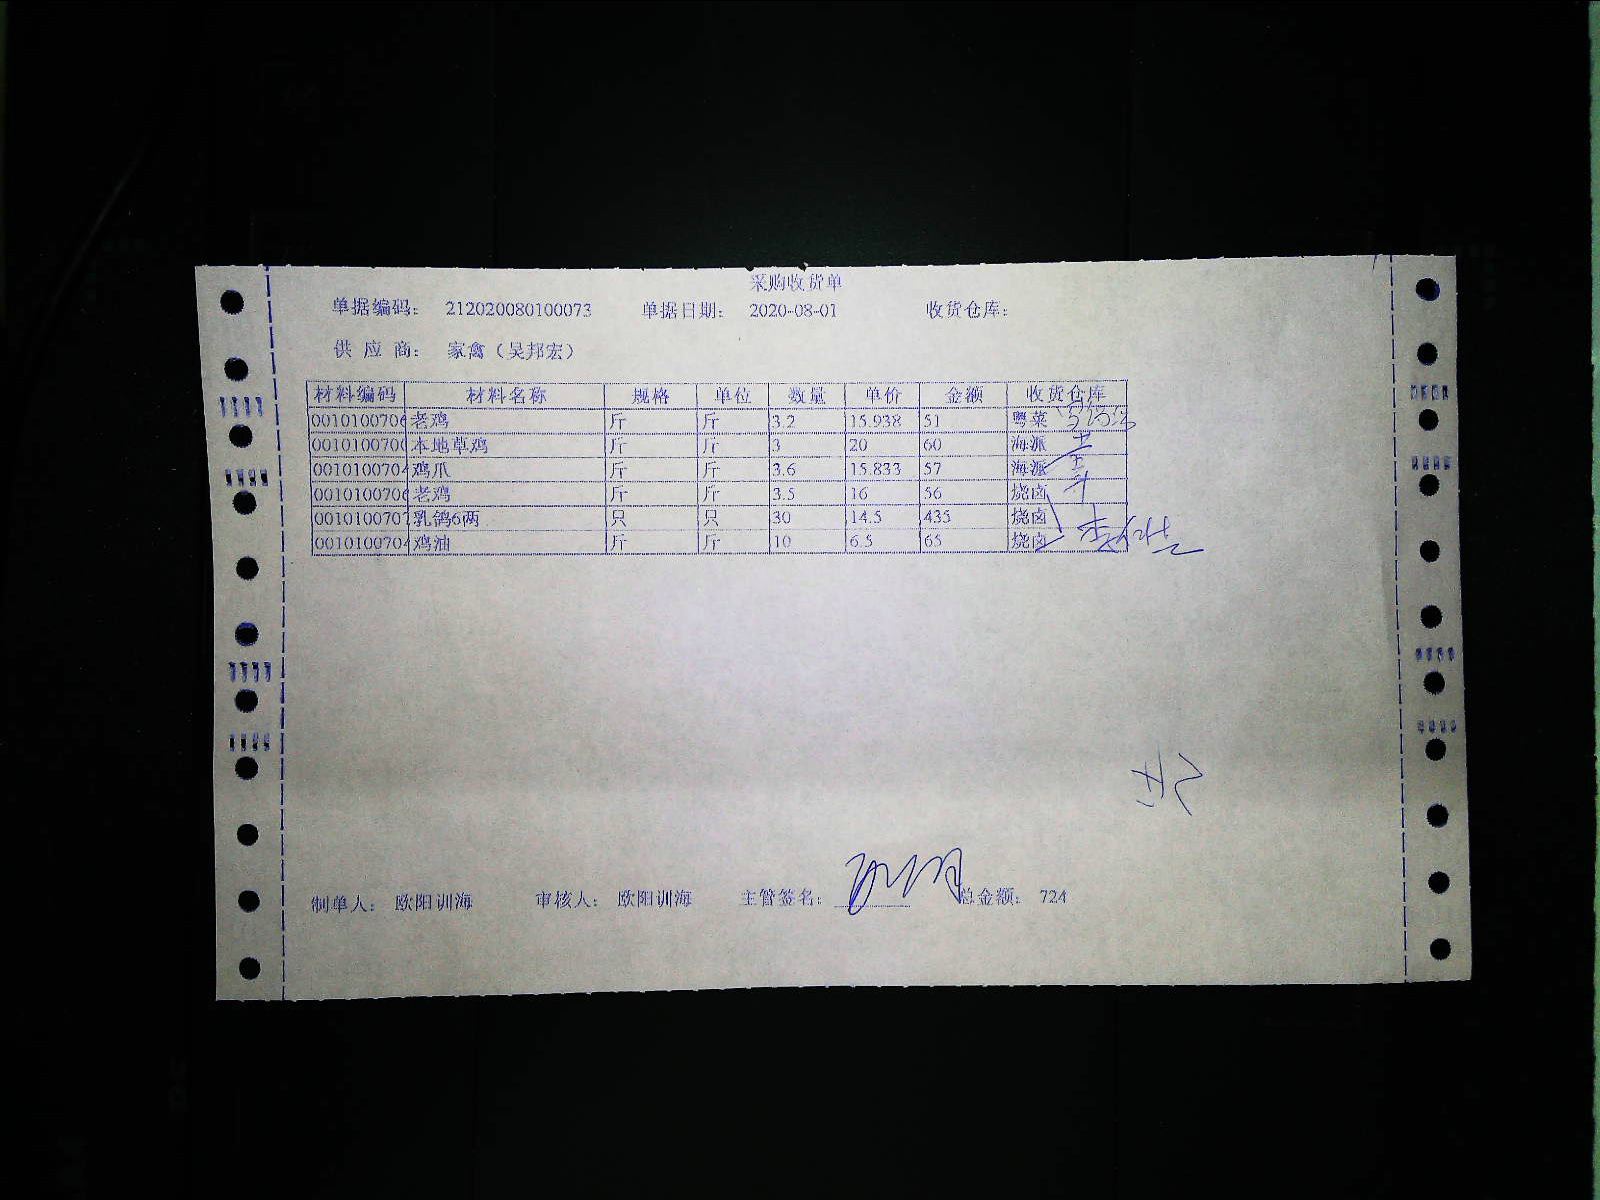 采购收货单
单据编码: 212020080100073 单据日期: 2020-08-01 收货仓库:
供 应 商: 家禽(吴邦宏)
材料编码 材料名称 规格 单位 数量 单价 金额 收货仓库
0010100706 老鸡 斤 斤 3.2 15.938 51 粤菜
0010100700 本地草鸡 斤 斤 3 20 60 海派
0010100704 鸡爪 斤 斤 3.6 15.833 57 海派
0010100706 老鸡 斤 斤 3.5 16 56 烧卤
0010100707 乳鸽6两 只 只 30 14.5 435 烧卤
0010100704 鸡油 斤 斤 10 6.5 65 烧卤
制单人: 欧阳训海 审核人: 欧阳训海 主管签名: 总金额: 724